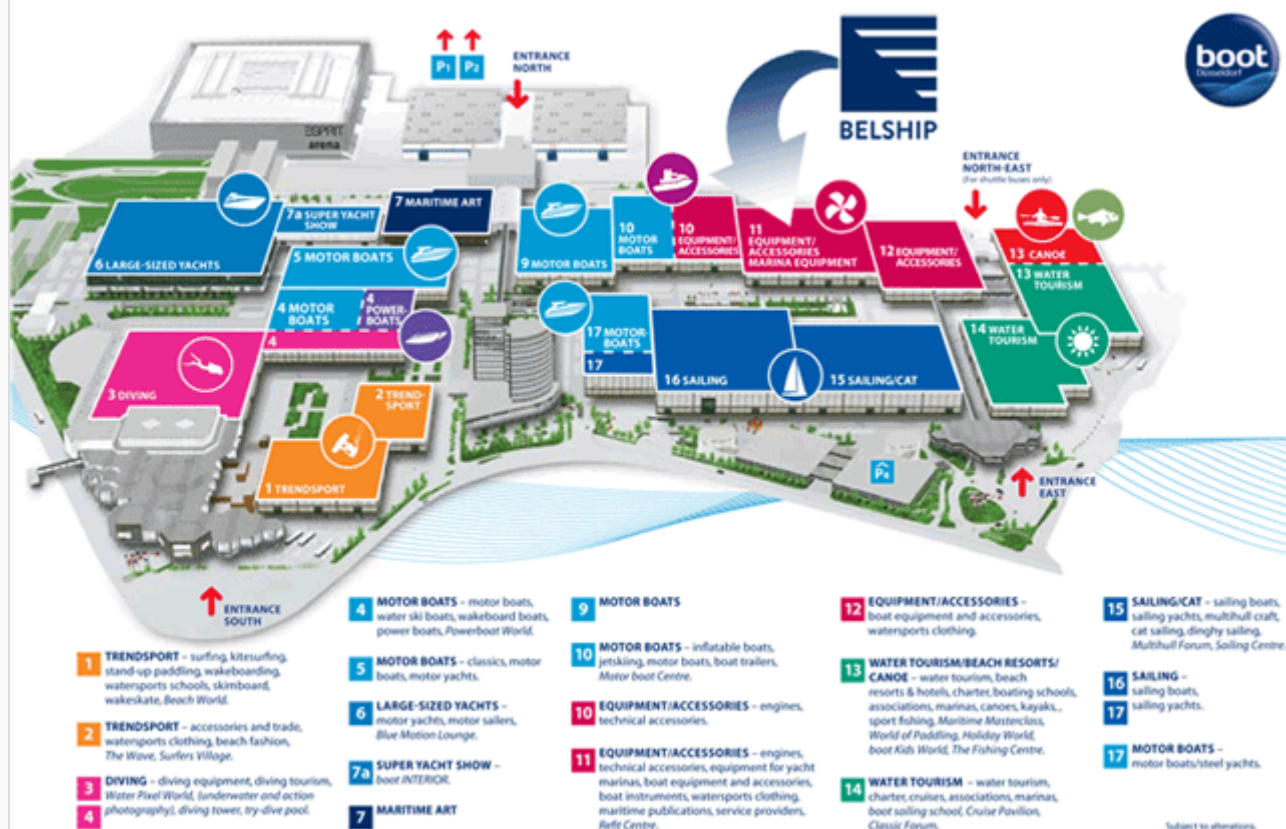 BELSHIP
boot
Düsseldorf
P1 P2
ENTRANCE
NORTH
ESPRIT
arena
ENTRANCE
NORTH-EAST
(For shuttle buses only)
6 LARGE-SIZED YACHTS
7a SUPER YACHT
SHOW
7 MARITIME ART
5 MOTOR BOATS
4 MOTOR
BOATS
4
POWER-
BOATS
4
3 DIVING
2 TREND-
SPORT
1 TRENDSPORT
9 MOTOR BOATS
10
MOTOR
BOATS
10
EQUIPMENT/
ACCESSORIES
11
EQUIPMENT/
ACCESSORIES
MARINA EQUIPMENT
12 EQUIPMENT/
ACCESSORIES
13 CANOE
13 WATER
TOURISM
14 WATER
TOURISM
17 MOTOR-
BOATS
17
16 SAILING
15 SAILING/CAT
P4
ENTRANCE
EAST
ENTRANCE
SOUTH
1 TRENDSPORT – surfing, kitesurfing,
stand-up paddling, wakeboarding,
watersports schools, skimboard,
wakeskate, Beach World.
2 TRENDSPORT – accessories and trade,
watersports clothing, beach fashion,
The Wave, Surfers Village.
3 DIVING – diving equipment, diving tourism,
Water Pixel World, (underwater and action
4 photography), diving tower, try-dive pool.
4 MOTOR BOATS – motor boats,
water ski boats, wakeboard boats,
power boats, Powerboat World.
5 MOTOR BOATS – classics, motor
boats, motor yachts.
6 LARGE-SIZED YACHTS –
motor yachts, motor sailers,
Blue Motion Lounge.
7a SUPER YACHT SHOW –
boot INTERIOR.
7 MARITIME ART
9 MOTOR BOATS
10 MOTOR BOATS – inflatable boats,
jetskiing, motor boats, boat trailers,
Motor boat Centre.
10 EQUIPMENT/ACCESSORIES – engines,
technical accessories.
11 EQUIPMENT/ACCESSORIES – engines,
technical accessories, equipment for yacht
marinas, boat equipment and accessories,
boat instruments, watersports clothing,
maritime publications, service providers,
Refit Centre.
12 EQUIPMENT/ACCESSORIES –
boat equipment and accessories,
watersports clothing.
13 WATER TOURISM/BEACH RESORTS/
CANOE – water tourism, beach
resorts & hotels, charter, boating schools,
associations, marinas, canoes, kayaks, ,
sport fishing, Maritime Masterclass,
World of Paddling, Holiday World,
boot Kids World, The Fishing Centre.
14 WATER TOURISM – water tourism,
charter, cruises, associations, marinas,
boot sailing school, Cruise Pavilion,
Classic Forum.
15 SAILING/CAT – sailing boats,
sailing yachts, multihull craft,
cat sailing, dinghy sailing,
Multihull Forum, Sailing Centre.
16 SAILING –
sailing boats,
17 sailing yachts.
17 MOTOR BOATS –
motor boats/steel yachts.
Subject to alterations.